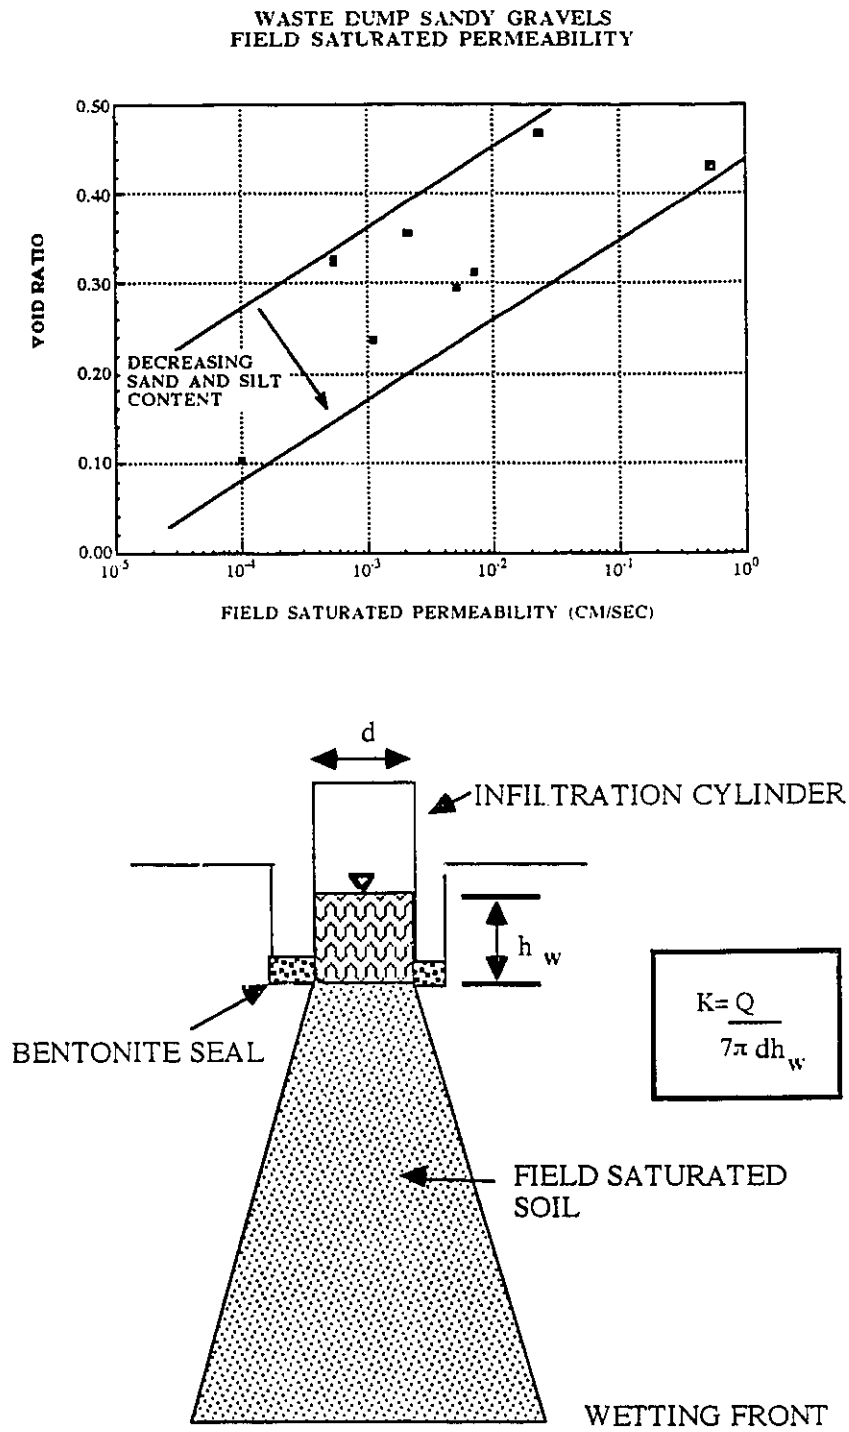 WASTE DUMP SANDY GRAVELS
FIELD SATURATED PERMEABILITY
0.50
0.40
0.30
0.20
0.10
0.00
VOID RATIO
DECREASING
SAND AND SILT
CONTENT
10^-5
10^-4
10^-3
10^-2
10^-1
10^0
FIELD SATURATED PERMEABILITY (CM/SEC)
d
INFILTRATION CYLINDER
h_w
BENTONITE SEAL
K= Q
7π dh_w
FIELD SATURATED
SOIL
WETTING FRONT